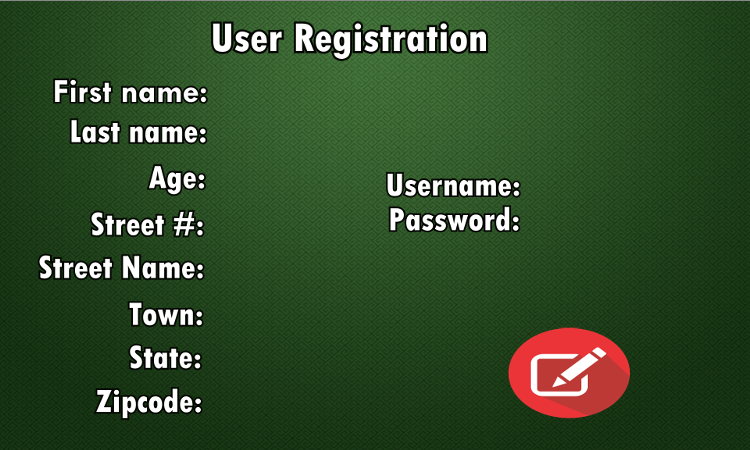 User Registration
First name:
Last name:
Age:
Street #:
Street Name:
Town:
State:
Zipcode:
Username:
Password: